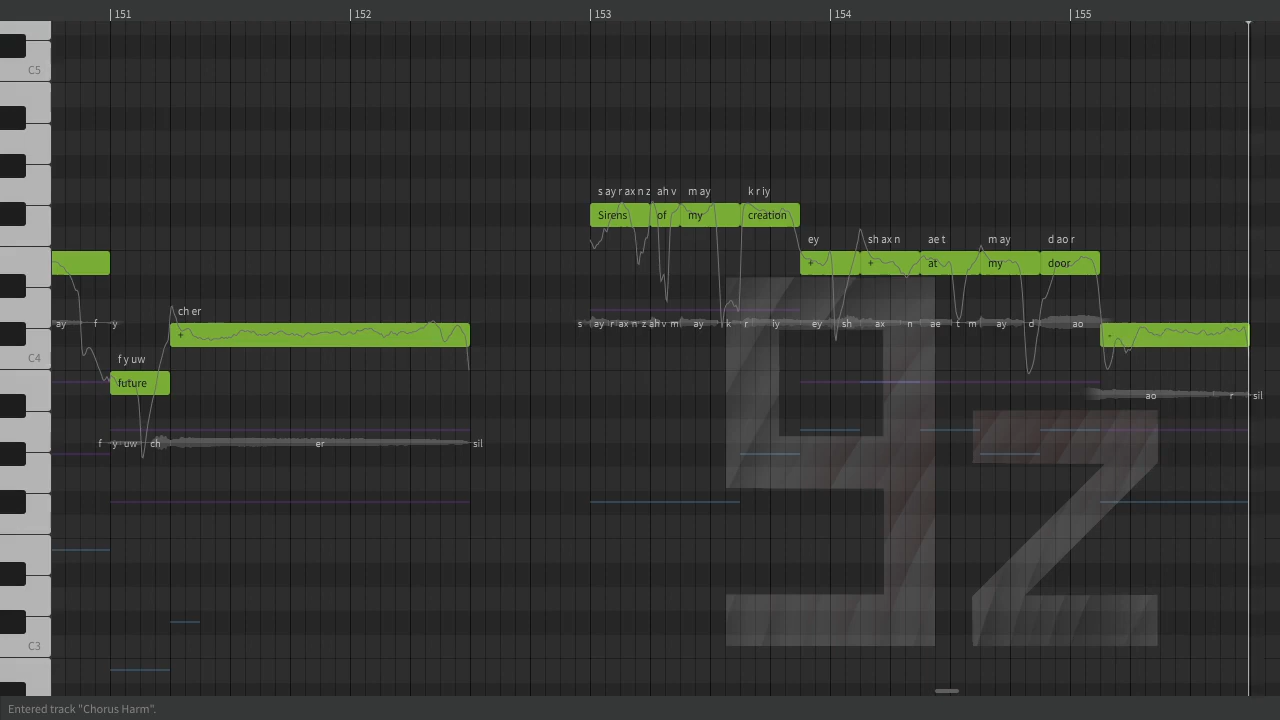 151 152 153 154 155
C5
s ay r ax n z ah v m ay k r iy
Sirens of my creation
ey sh ax n ae t m ay d ao r
+ + at my door
ch er
+ -
ay f y s ay r ax n z ah v m ay k r iy ey sh ax n ae t m ay d ao
C4
f y uw
future
ao r sil
f y uw ch er sil
C3
Entered track "Chorus Harm".